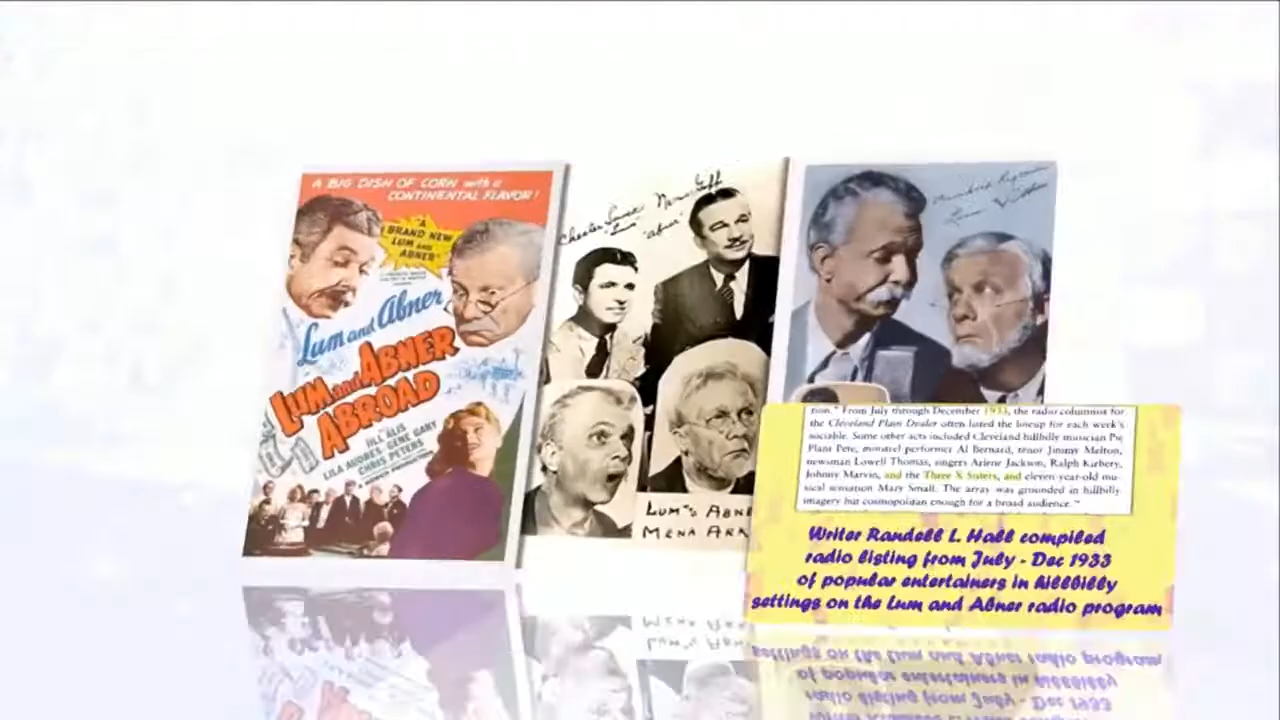 A BIG DISH OF CORN with a
CONTINENTAL FLAVOR!
"A
BRAND NEW
LUM AND
ABNER"
Lum and Abner
LUM and ABNER
ABROAD
JILL ALIS
LILA AUDRES GENE GARY
CHRIS PETERS
Chester Lauck Norris Goff
"Lum" "Abner"
LUM'S ABNE
MENA ARK
tion." From July through December 1933, the radio columnist for
the Cleveland Plain Dealer often listed the lineup for each week's
sociable. Some other acts included Cleveland hillbilly musician Pie
Plant Pete, minstrel performer Al Bernard, tenor Jimmy Melton,
newsman Lowell Thomas, singers Arlene Jackson, Ralph Kirbery,
Johnny Marvin, and the Three X Sisters, and eleven-year-old mu-
sical sensation Mary Small. The array was grounded in hillbilly
imagery but cosmopolitan enough for a broad audience."
Writer Randell L. Hall compiled
radio listing from July - Dec 1933
of popular entertainers in hillbilly
settings on the Lum and Abner radio program